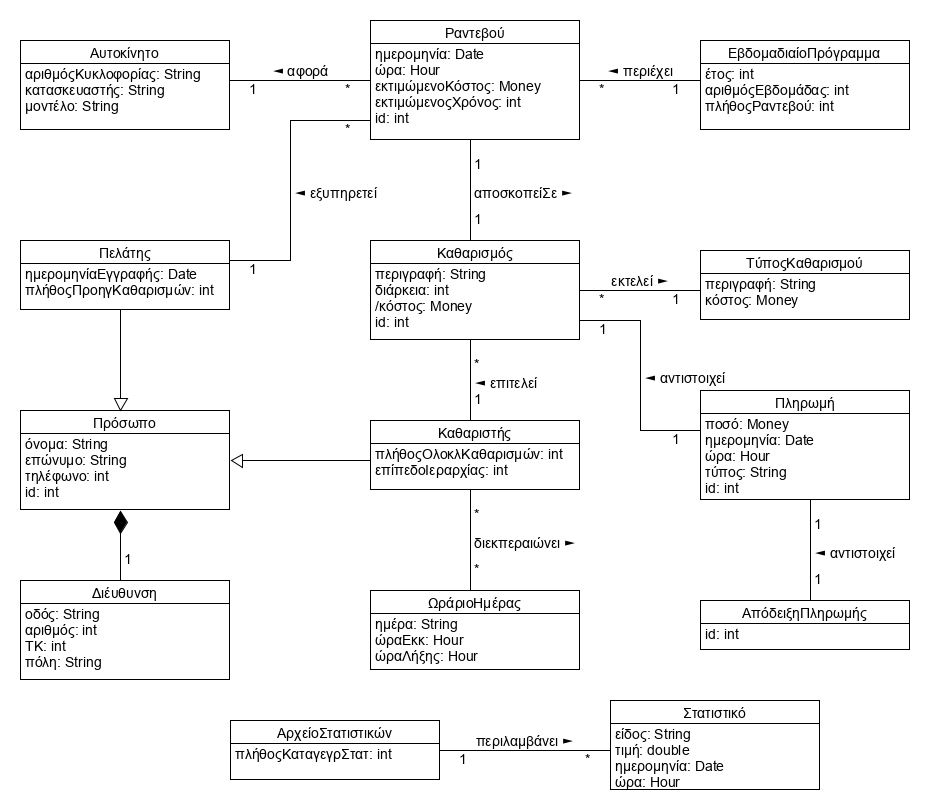 Ραντεβού
ημερομηνία: Date
ώρα: Hour
εκτιμώμενοΚόστος: Money
εκτιμώμενοςΧρόνος: int
id: int
Αυτοκίνητο
αριθμόςΚυκλοφορίας: String
κατασκευαστής: String
μοντέλο: String
◄ αφορά
1
*
ΕβδομαδιαίοΠρόγραμμα
έτος: int
αριθμόςΕβδομάδας: int
πλήθοςΡαντεβού: int
◄ περιέχει
*
1
*
◄ εξυπηρετεί
1
1
αποσκοπείΣε ►
1
Πελάτης
ημερομηνίαΕγγραφής: Date
πλήθοςΠροηγΚαθαρισμών: int
Καθαρισμός
περιγραφή: String
διάρκεια: int
/κόστος: Money
id: int
εκτελεί ►
*
1
ΤύποςΚαθαρισμού
περιγραφή: String
κόστος: Money
1
◄ αντιστοιχεί
1
*
◄ επιτελεί
1
Πληρωμή
ποσό: Money
ημερομηνία: Date
ώρα: Hour
τύπος: String
id: int
Πρόσωπο
όνομα: String
επώνυμο: String
τηλέφωνο: int
id: int
Καθαριστής
πλήθοςΟλοκλΚαθαρισμών: int
επίπεδοΙεραρχίας: int
*
διεκπεραιώνει ►
*
1
◄ αντιστοιχεί
1
1
Διέυθυνση
οδός: String
αριθμός: int
ΤΚ: int
πόλη: String
ΩράριοΗμέρας
ημέρα: String
ώραΕκκ: Hour
ώραΛήξης: Hour
ΑπόδειξηΠληρωμής
id: int
ΑρχείοΣτατιστικών
πλήθοςΚαταγεγρΣτατ: int
περιλαμβάνει ►
1
*
Στατιστικό
είδος: String
τιμή: double
ημερομηνία: Date
ώρα: Hour